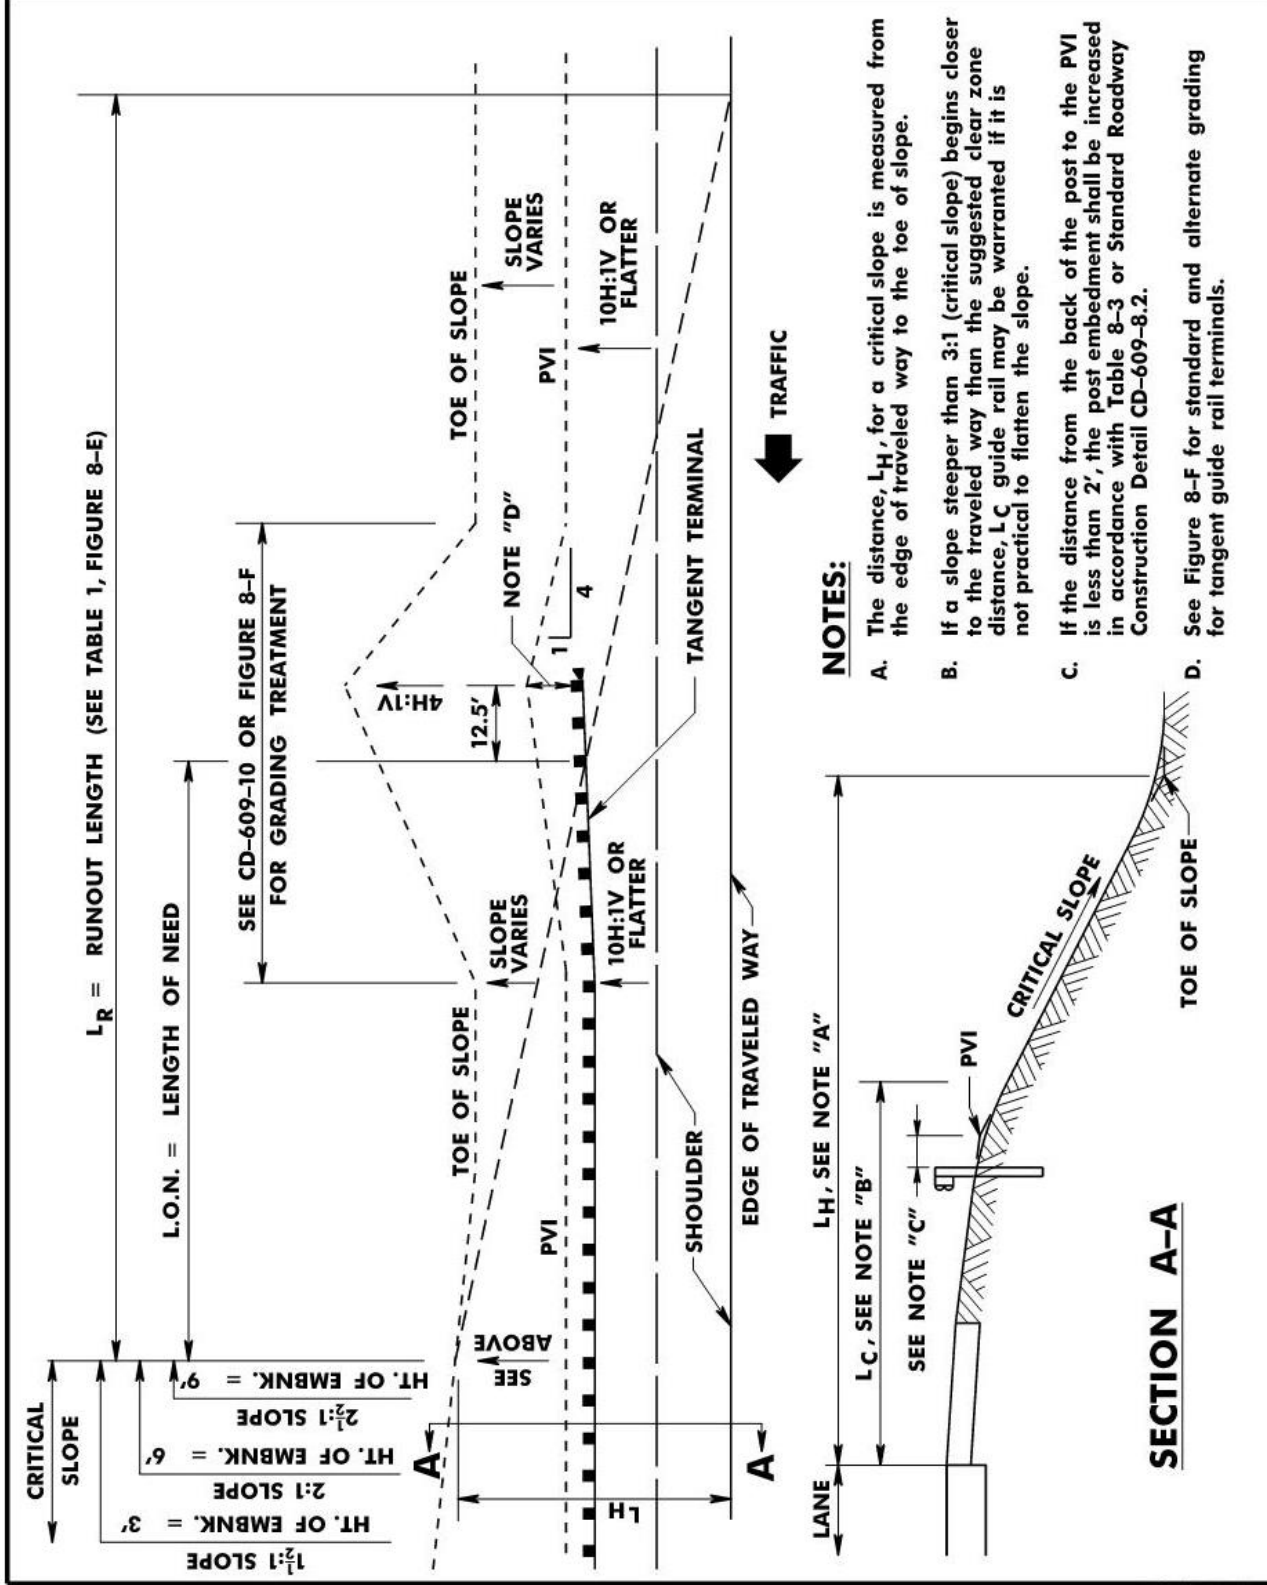 L_R = RUNOUT LENGTH (SEE TABLE 1, FIGURE 8-E)
L.O.N. = LENGTH OF NEED
SEE CD-609-10 OR FIGURE 8-F
FOR GRADING TREATMENT
CRITICAL
SLOPE
1½:1 SLOPE
HT. OF EMBNK. = 3'
2:1 SLOPE
HT. OF EMBNK. = 6'
2½:1 SLOPE
HT. OF EMBNK. = 9'
SEE
ABOVE
TOE OF SLOPE
SLOPE
VARIES
4H:1V
12.5'
NOTE "D"
1
4
TOE OF SLOPE
SLOPE
VARIES
PVI
PVI
10H:1V OR
FLATTER
10H:1V OR
FLATTER
A
A
L_H
SHOULDER
EDGE OF TRAVELED WAY
TANGENT TERMINAL
TRAFFIC
LANE
L_H, SEE NOTE "A"
L_C, SEE NOTE "B"
SEE NOTE "C"
PVI
CRITICAL SLOPE
TOE OF SLOPE
SECTION A-A
NOTES:
A. The distance, L_H, for a critical slope is measured from
the edge of traveled way to the toe of slope.
B. If a slope steeper than 3:1 (critical slope) begins closer
to the traveled way than the suggested clear zone
distance, L_C guide rail may be warranted if it is
not practical to flatten the slope.
C. If the distance from the back of the post to the PVI
is less than 2', the post embedment shall be increased
in accordance with Table 8-3 or Standard Roadway
Construction Detail CD-609-8.2.
D. See Figure 8-F for standard and alternate grading
for tangent guide rail terminals.